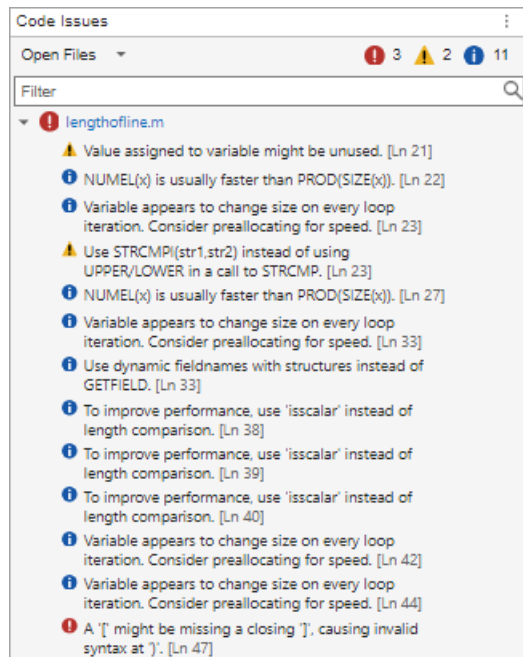 Code Issues
Open Files 3 2 11
Filter
lengthofline.m
Value assigned to variable might be unused. [Ln 21]
NUMEL(x) is usually faster than PROD(SIZE(x)). [Ln 22]
Variable appears to change size on every loop
iteration. Consider preallocating for speed. [Ln 23]
Use STRCMPI(str1,str2) instead of using
UPPER/LOWER in a call to STRCMP. [Ln 23]
NUMEL(x) is usually faster than PROD(SIZE(x)). [Ln 27]
Variable appears to change size on every loop
iteration. Consider preallocating for speed. [Ln 33]
Use dynamic fieldnames with structures instead of
GETFIELD. [Ln 33]
To improve performance, use 'isscalar' instead of
length comparison. [Ln 38]
To improve performance, use 'isscalar' instead of
length comparison. [Ln 39]
To improve performance, use 'isscalar' instead of
length comparison. [Ln 40]
Variable appears to change size on every loop
iteration. Consider preallocating for speed. [Ln 42]
Variable appears to change size on every loop
iteration. Consider preallocating for speed. [Ln 44]
A '[' might be missing a closing ']', causing invalid
syntax at ')'. [Ln 47]